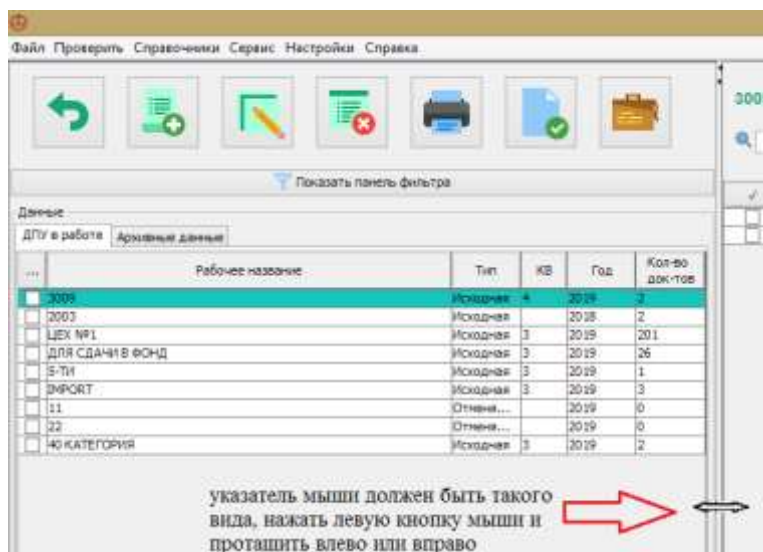 Файл Проверить Справочники Сервис Настройки Справка
3009
Показать панель фильтра
Данные
ДПУ в работе Архивные данные
... Рабочее название Тип КВ Год Кол-во док-тов
3009 Исходная 4 2019 2
2003 Исходная 2018 2
ЦЕХ №1 Исходная 3 2019 201
ДЛЯ СДАЧИ В ФОНД Исходная 3 2019 26
5-ТИ Исходная 3 2019 1
IMPORT Исходная 3 2019 3
11 Отмена... 2019 0
22 Отмена... 2019 0
40 КАТЕГОРИЯ Исходная 3 2019 2
указатель мыши должен быть такого
вида, нажать левую кнопку мыши и
протащить влево или вправо